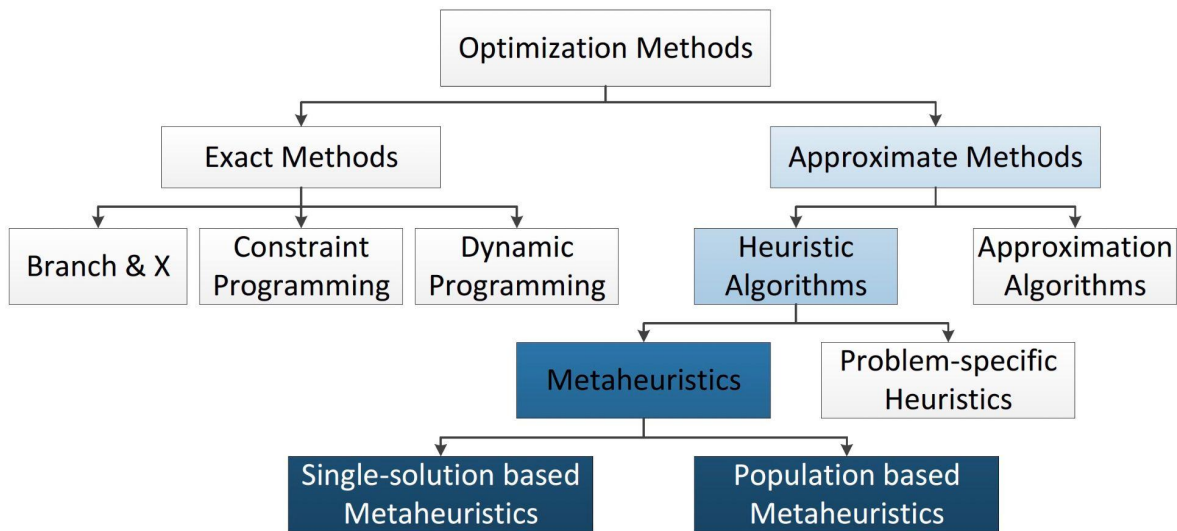 Optimization Methods
Exact Methods
Approximate Methods
Branch & X
Constraint
Programming
Dynamic
Programming
Heuristic
Algorithms
Approximation
Algorithms
Metaheuristics
Problem-specific
Heuristics
Single-solution based
Metaheuristics
Population based
Metaheuristics